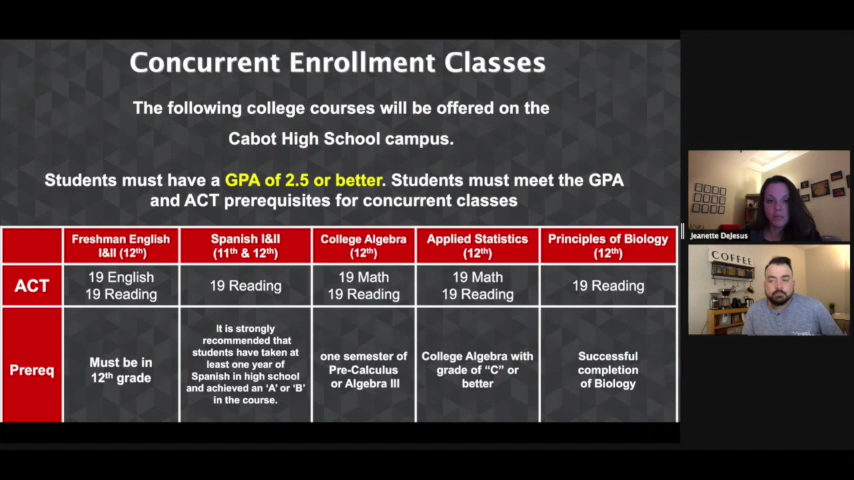 Concurrent Enrollment Classes
The following college courses will be offered on the
Cabot High School campus.
Students must have a GPA of 2.5 or better. Students must meet the GPA
and ACT prerequisites for concurrent classes
Freshman English
I&II (12th)
Spanish I&II
(11th & 12th)
College Algebra
(12th)
Applied Statistics
(12th)
Principles of Biology
(12th)
ACT
19 English
19 Reading
19 Reading
19 Math
19 Reading
19 Math
19 Reading
19 Reading
Prereq
Must be in
12th grade
It is strongly
recommended that
students have taken at
least one year of
Spanish in high school
and achieved an 'A' or 'B'
in the course.
one semester of
Pre-Calculus
or Algebra III
College Algebra with
grade of "C" or
better
Successful
completion
of Biology
Jeanette DeJesus
COFFEE